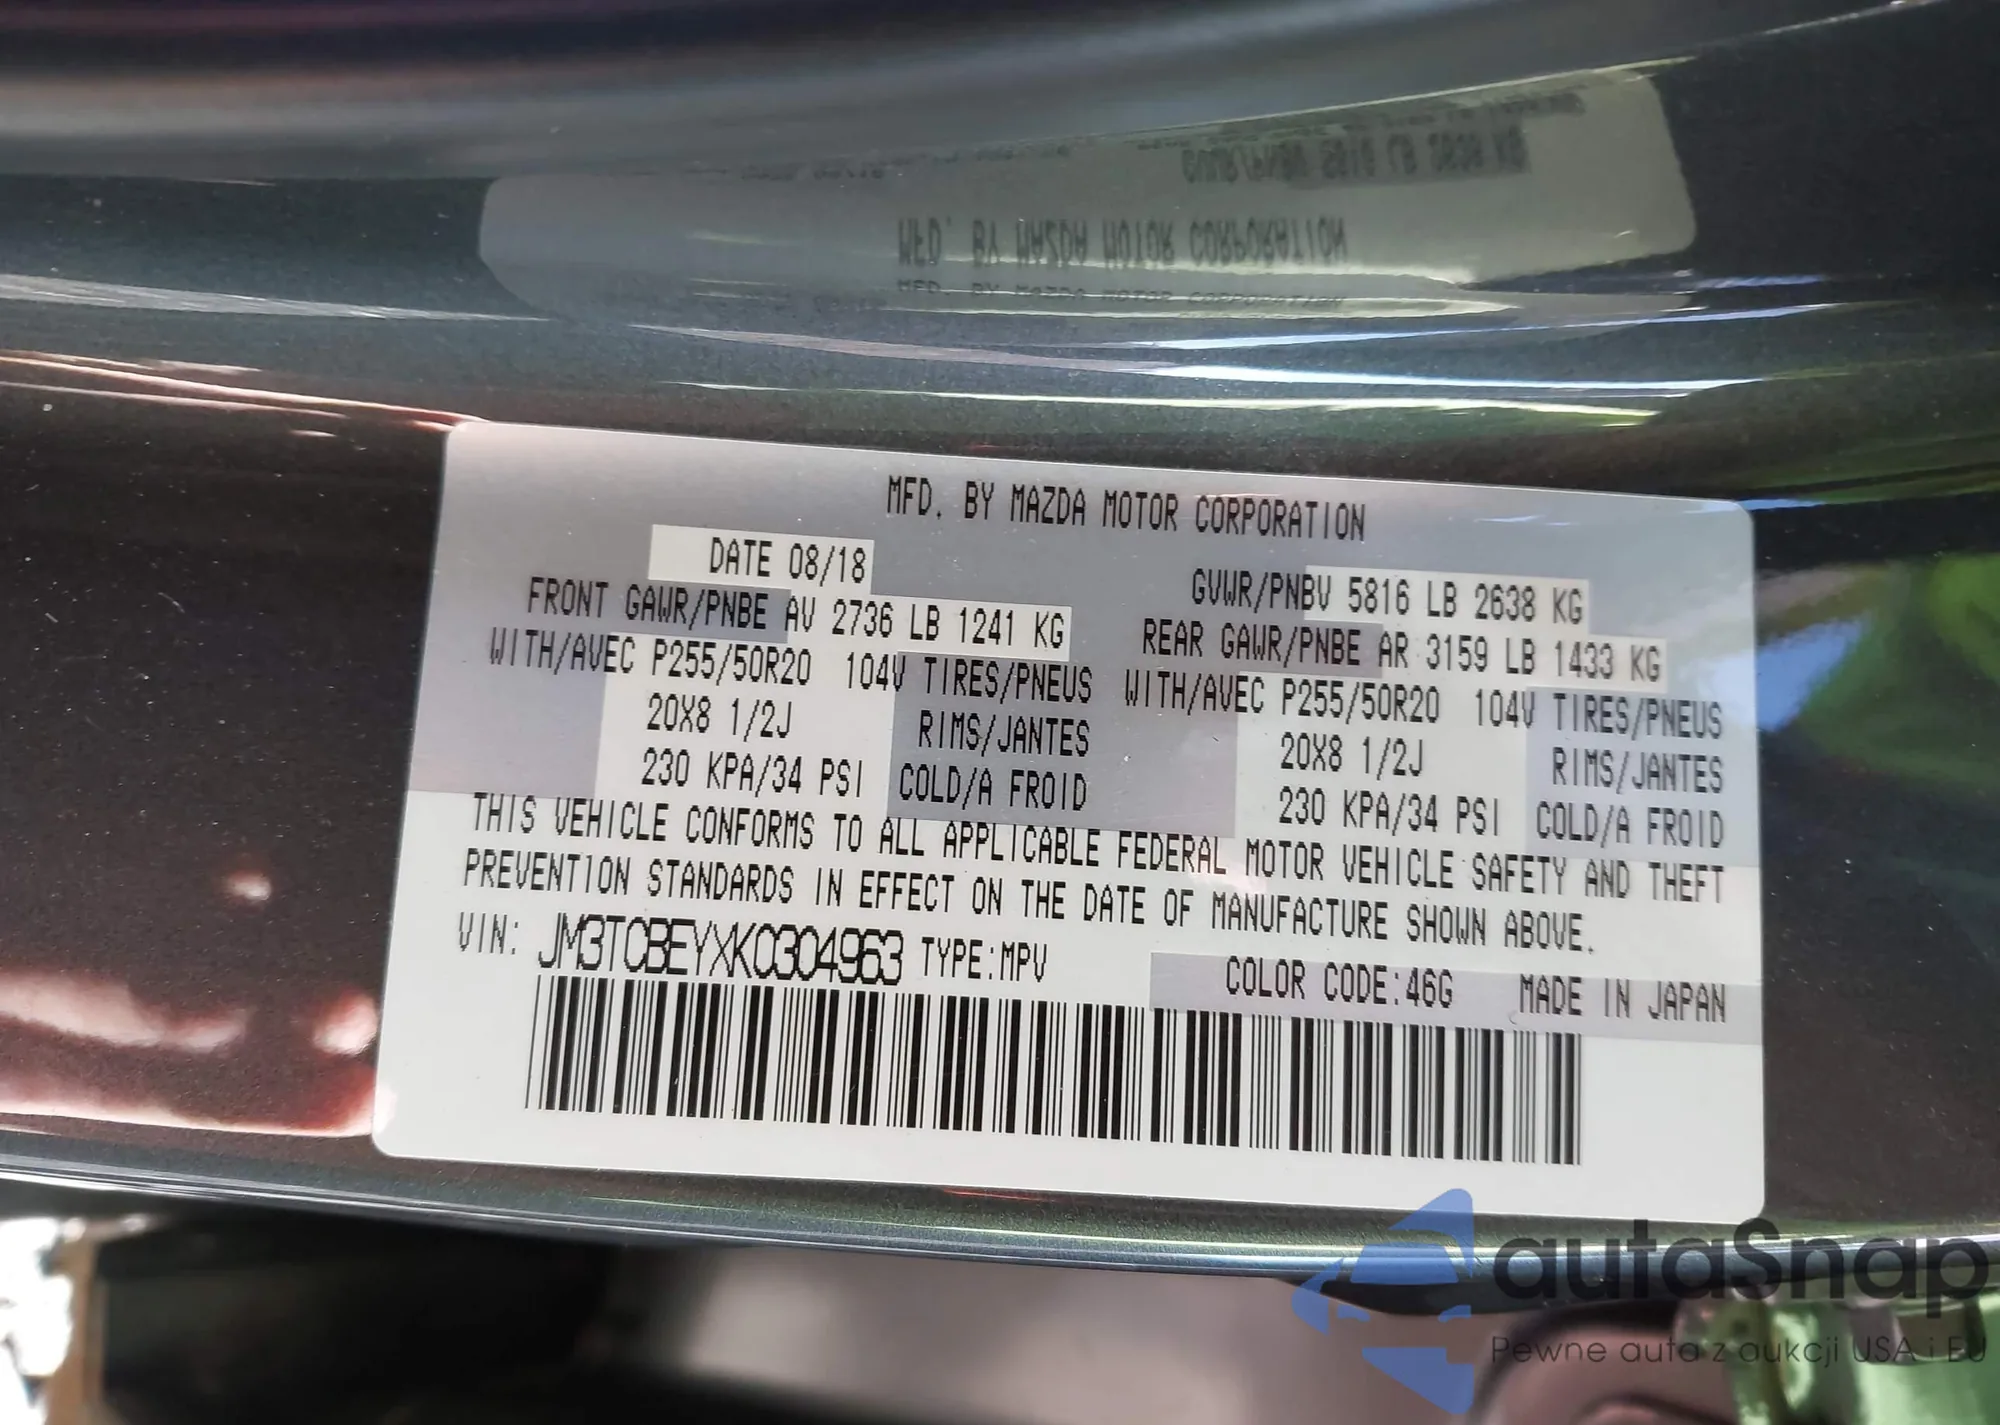 MFD. BY MAZDA MOTOR CORPORATION
DATE 08/18
GVWR/PNBV 5816 LB 2638 KG
FRONT GAWR/PNBE AV 2736 LB 1241 KG
REAR GAWR/PNBE AR 3159 LB 1433 KG
WITH/AVEC P255/50R20 104V TIRES/PNEUS
WITH/AVEC P255/50R20 104V TIRES/PNEUS
20X8 1/2J RIMS/JANTES
20X8 1/2J RIMS/JANTES
230 KPA/34 PSI COLD/A FROID
230 KPA/34 PSI COLD/A FROID
THIS VEHICLE CONFORMS TO ALL APPLICABLE FEDERAL MOTOR VEHICLE SAFETY AND THEFT
PREVENTION STANDARDS IN EFFECT ON THE DATE OF MANUFACTURE SHOWN ABOVE.
VIN: JM3TCBEYXK0304963 TYPE:MPV
COLOR CODE:46G MADE IN JAPAN
autaSnap
Pewne auta z aukcji USA i EU